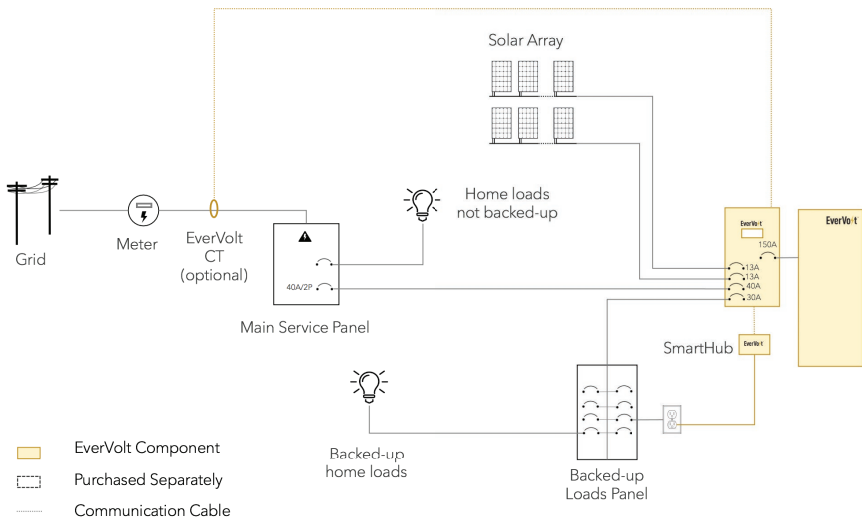 Solar Array
Home loads
not backed-up
Grid
Meter
EverVolt
CT
(optional)
40A/2P
Main Service Panel
EverVolt
150A
13A
13A
40A
30A
EverVolt
SmartHub
EverVolt
Backed-up
home loads
Backed-up
Loads Panel
EverVolt Component
Purchased Separately
Communication Cable